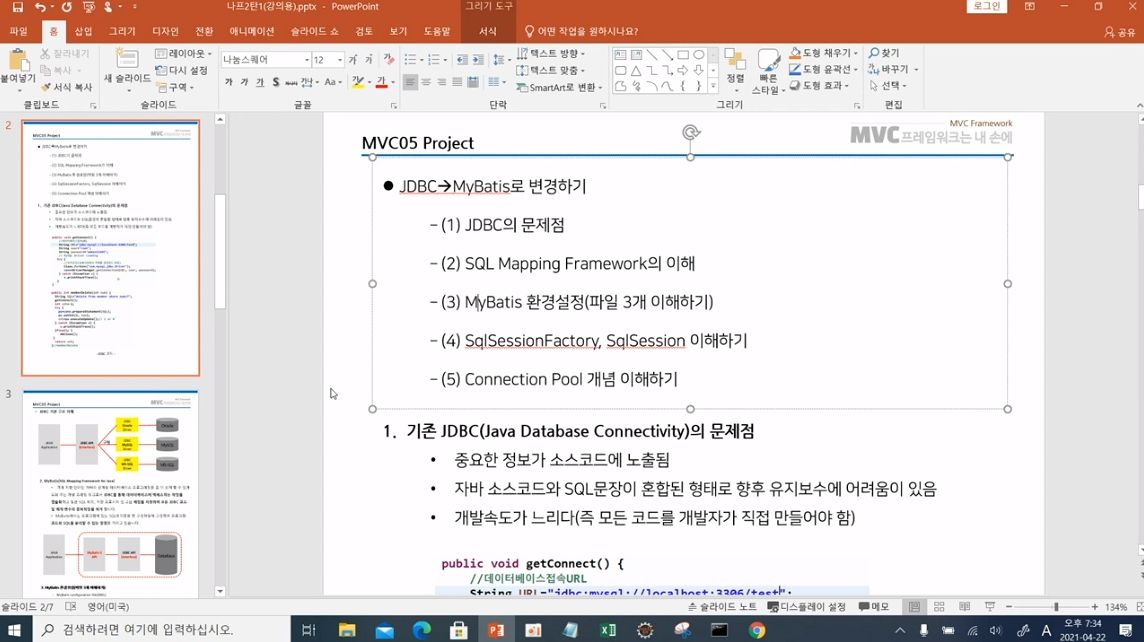 나프2탄1(강의용).pptx - PowerPoint
그리기 도구
로그인
파일 홈 삽입 그리기 디자인 전환 애니메이션 슬라이드 쇼 검토 보기 도움말 서식 어떤 작업을 원하시나요? 공유
붙여넣기 잘라내기 복사 서식 복사
새 슬라이드 레이아웃 다시 설정 구역
나눔스퀘어 12
텍스트 방향 텍스트 맞춤 SmartArt로 변환
정렬 빠른 스타일 도형 채우기 도형 윤곽선 도형 효과
찾기 바꾸기 선택
클립보드 슬라이드 글꼴 단락 그리기 편집
2
3
MVC Framework
MVC프레임워크는 내 손에
MVC05 Project
● JDBC→MyBatis로 변경하기
– (1) JDBC의 문제점
– (2) SQL Mapping Framework의 이해
– (3) MyBatis 환경설정(파일 3개 이해하기)
– (4) SqlSessionFactory, SqlSession 이해하기
– (5) Connection Pool 개념 이해하기
1. 기존 JDBC(Java Database Connectivity)의 문제점
• 중요한 정보가 소스코드에 노출됨
• 자바 소스코드와 SQL문장이 혼합된 형태로 향후 유지보수에 어려움이 있음
• 개발속도가 느리다(즉 모든 코드를 개발자가 직접 만들어야 함)
public void getConnect() {
//데이터베이스접속URL
String URL="jdbc:mysql://localhost:3306/test";
슬라이드 2/7 영어(미국) 슬라이드 노트 디스플레이 설정 메모 134%
검색하려면 여기에 입력하십시오.
오후 7:34
2021-04-22